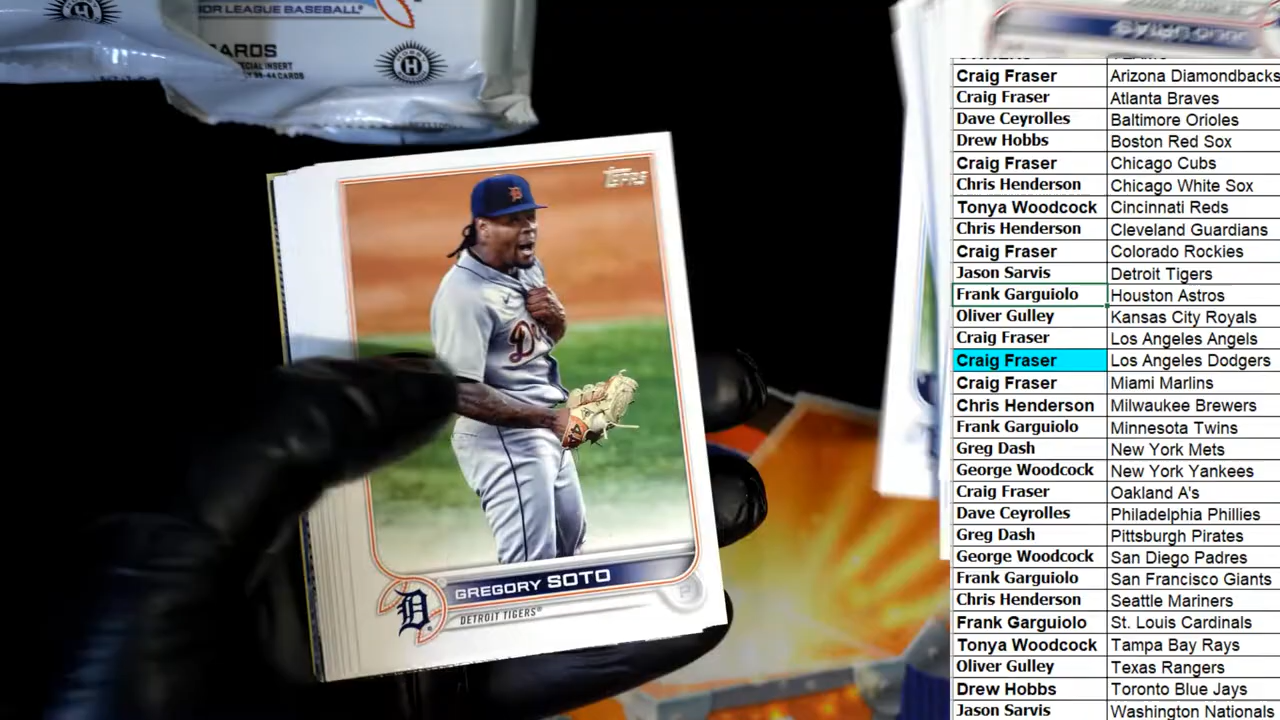 OR LEAGUE BASEBALL
CARDS
PECIAL INSERT
44 CARDS
H
H
TOPPS
D
GREGORY SOTO
DETROIT TIGERS®
P
Craig Fraser Arizona Diamondbacks
Craig Fraser Atlanta Braves
Dave Ceyrolles Baltimore Orioles
Drew Hobbs Boston Red Sox
Craig Fraser Chicago Cubs
Chris Henderson Chicago White Sox
Tonya Woodcock Cincinnati Reds
Chris Henderson Cleveland Guardians
Craig Fraser Colorado Rockies
Jason Sarvis Detroit Tigers
Frank Garguiolo Houston Astros
Oliver Gulley Kansas City Royals
Craig Fraser Los Angeles Angels
Craig Fraser Los Angeles Dodgers
Craig Fraser Miami Marlins
Chris Henderson Milwaukee Brewers
Frank Garguiolo Minnesota Twins
Greg Dash New York Mets
George Woodcock New York Yankees
Craig Fraser Oakland A's
Dave Ceyrolles Philadelphia Phillies
Greg Dash Pittsburgh Pirates
George Woodcock San Diego Padres
Frank Garguiolo San Francisco Giants
Chris Henderson Seattle Mariners
Frank Garguiolo St. Louis Cardinals
Tonya Woodcock Tampa Bay Rays
Oliver Gulley Texas Rangers
Drew Hobbs Toronto Blue Jays
Jason Sarvis Washington Nationals